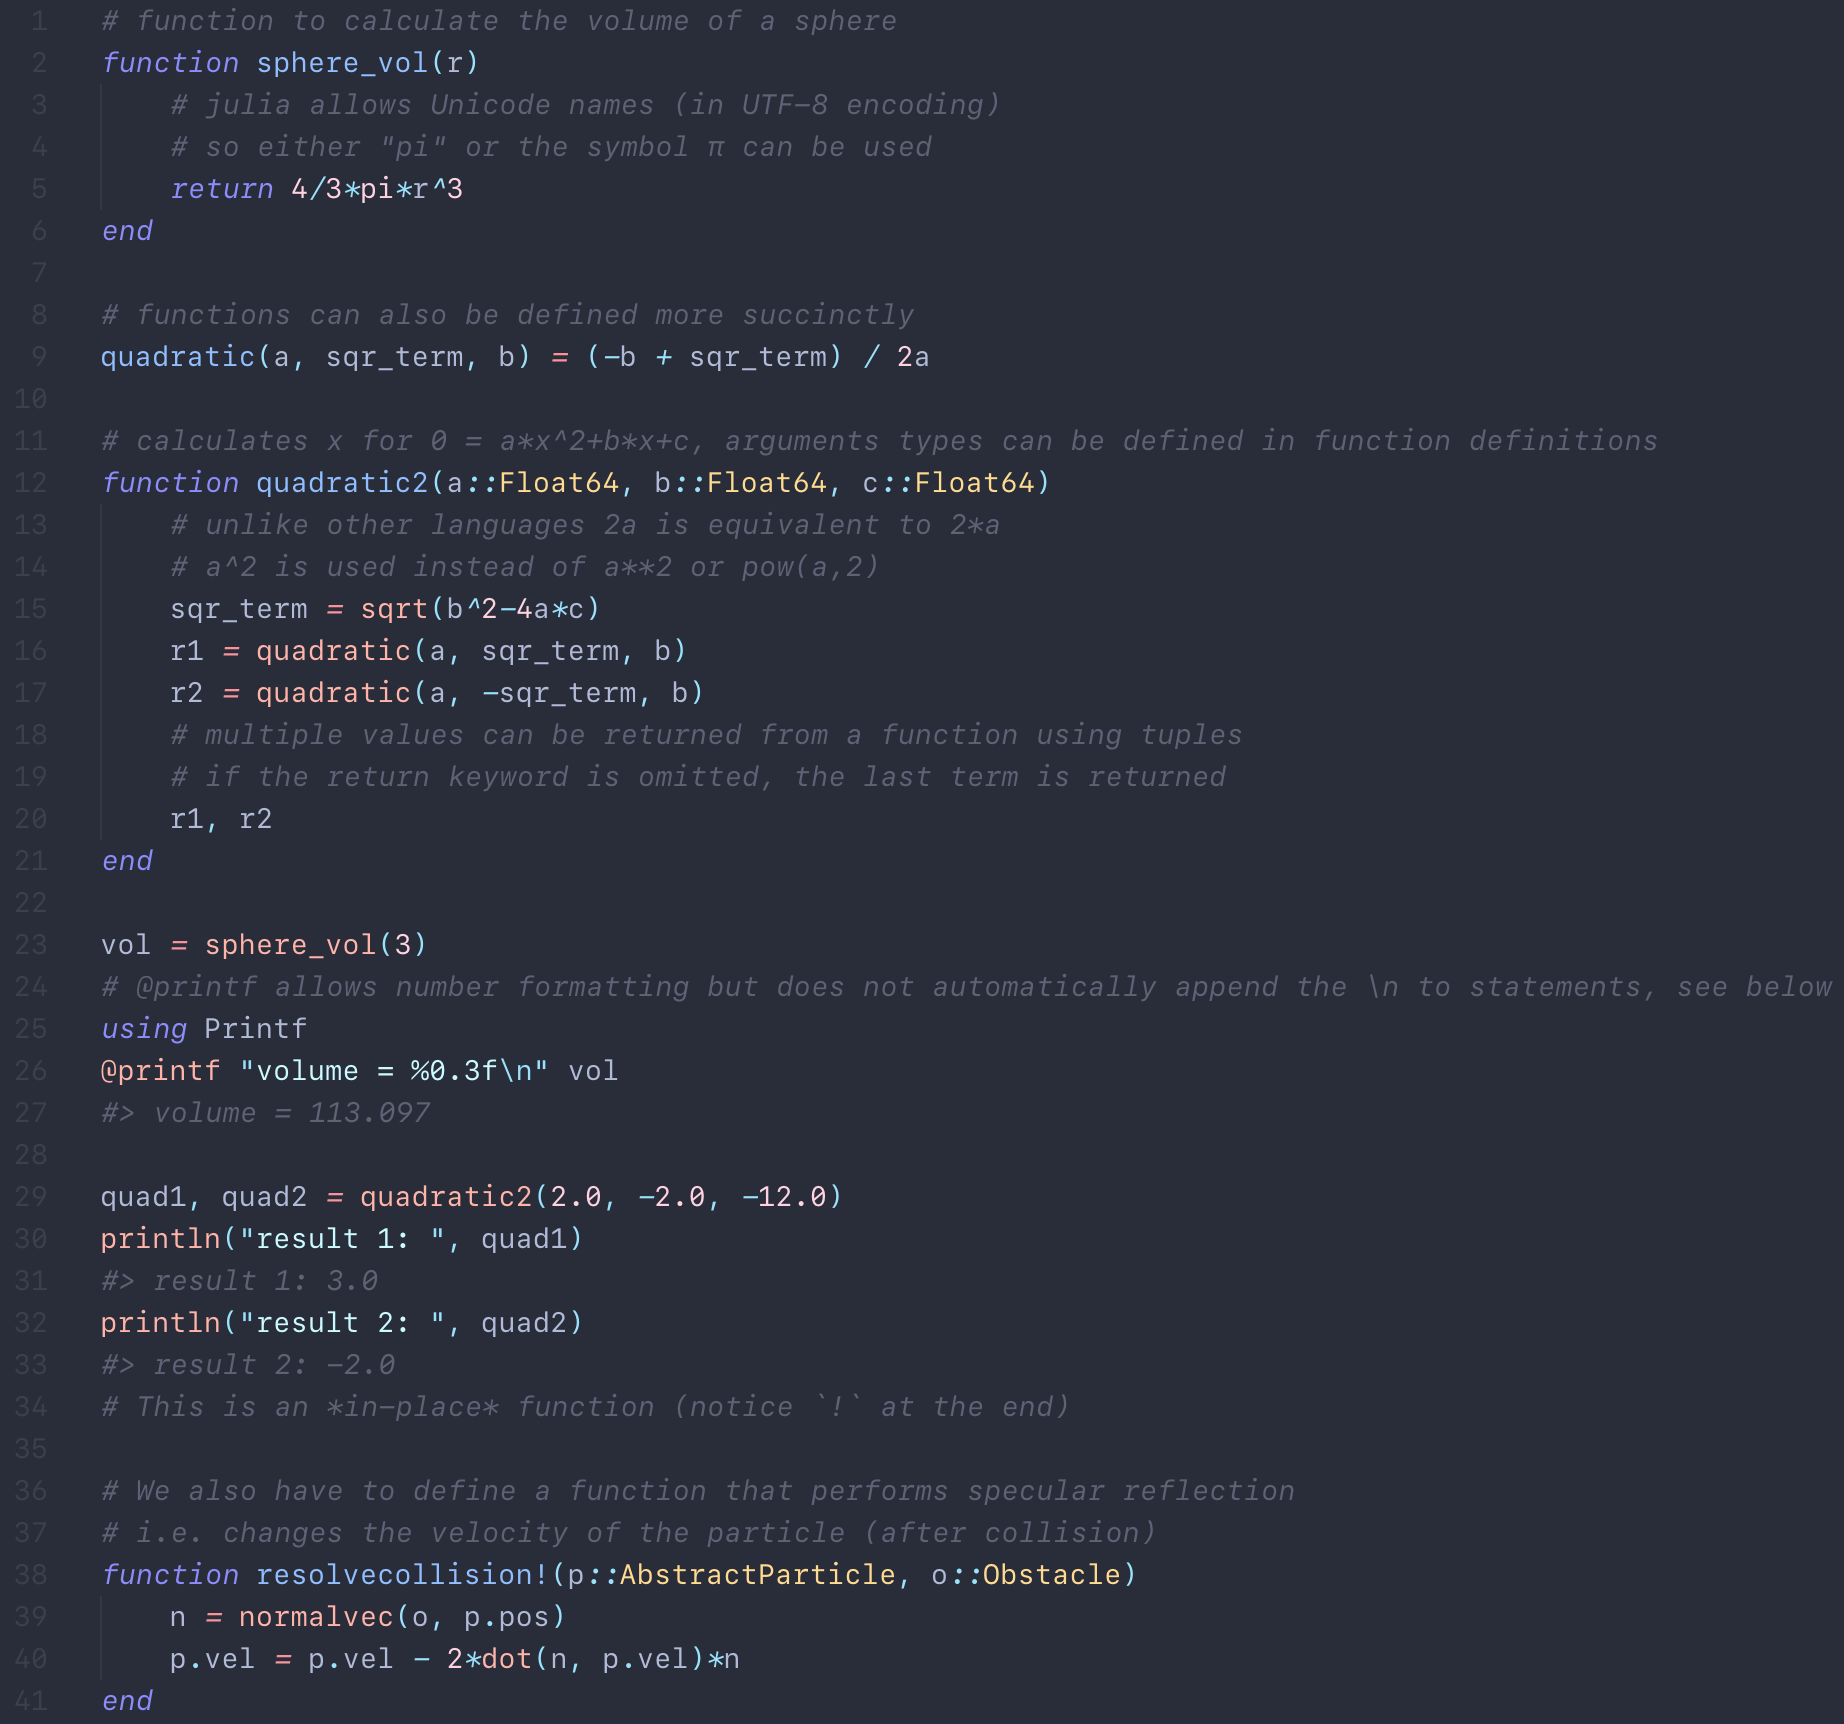 1 # function to calculate the volume of a sphere
2 function sphere_vol(r)
3     # julia allows Unicode names (in UTF-8 encoding)
4     # so either "pi" or the symbol π can be used
5     return 4/3*pi*r^3
6 end
7
8 # functions can also be defined more succinctly
9 quadratic(a, sqr_term, b) = (-b + sqr_term) / 2a
10
11 # calculates x for 0 = a*x^2+b*x+c, arguments types can be defined in function definitions
12 function quadratic2(a::Float64, b::Float64, c::Float64)
13     # unlike other languages 2a is equivalent to 2*a
14     # a^2 is used instead of a**2 or pow(a,2)
15     sqr_term = sqrt(b^2-4a*c)
16     r1 = quadratic(a, sqr_term, b)
17     r2 = quadratic(a, -sqr_term, b)
18     # multiple values can be returned from a function using tuples
19     # if the return keyword is omitted, the last term is returned
20     r1, r2
21 end
22
23 vol = sphere_vol(3)
24 # @printf allows number formatting but does not automatically append the \n to statements, see below
25 using Printf
26 @printf "volume = %0.3f\n" vol
27 #> volume = 113.097
28
29 quad1, quad2 = quadratic2(2.0, -2.0, -12.0)
30 println("result 1: ", quad1)
31 #> result 1: 3.0
32 println("result 2: ", quad2)
33 #> result 2: -2.0
34 # This is an *in-place* function (notice `!` at the end)
35
36 # We also have to define a function that performs specular reflection
37 # i.e. changes the velocity of the particle (after collision)
38 function resolvecollision!(p::AbstractParticle, o::Obstacle)
39     n = normalvec(o, p.pos)
40     p.vel = p.vel - 2*dot(n, p.vel)*n
41 end